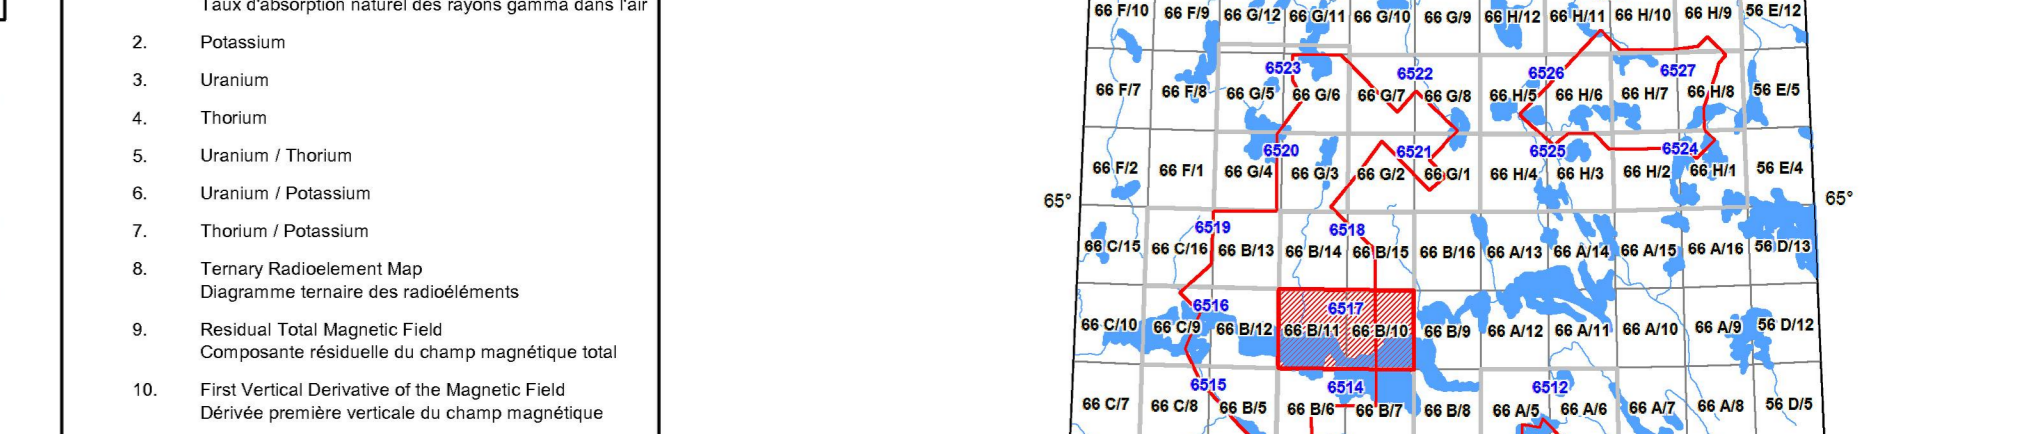 Taux d'absorption naturel des rayons gamma dans l'air
2. Potassium
3. Uranium
4. Thorium
5. Uranium / Thorium
6. Uranium / Potassium
7. Thorium / Potassium
8. Ternary Radioelement Map
Diagramme ternaire des radioéléments
9. Residual Total Magnetic Field
Composante résiduelle du champ magnétique total
10. First Vertical Derivative of the Magnetic Field
Dérivée première verticale du champ magnétique
66 F/10 66 F/9 66 G/12 66 G/11 66 G/10 66 G/9 66 H/12 66 H/11 66 H/10 66 H/9 56 E/12
6523 6522 6526 6527
66 F/7 66 F/8 66 G/5 66 G/6 66 G/7 66 G/8 66 H/5 66 H/6 66 H/7 66 H/8 56 E/5
6520 6521 6525 6524
66 F/2 66 F/1 66 G/4 66 G/3 66 G/2 66 G/1 66 H/4 66 H/3 66 H/2 66 H/1 56 E/4
65° 65°
6519 6518
66 C/15 66 C/16 66 B/13 66 B/14 66 B/15 66 B/16 66 A/13 66 A/14 66 A/15 66 A/16 56 D/13
6516 6517
66 C/10 66 C/9 66 B/12 66 B/11 66 B/10 66 B/9 66 A/12 66 A/11 66 A/10 66 A/9 56 D/12
6515 6514 6512
66 C/7 66 C/8 66 B/5 66 B/6 66 B/7 66 B/8 66 A/5 66 A/6 66 A/7 66 A/8 56 D/5